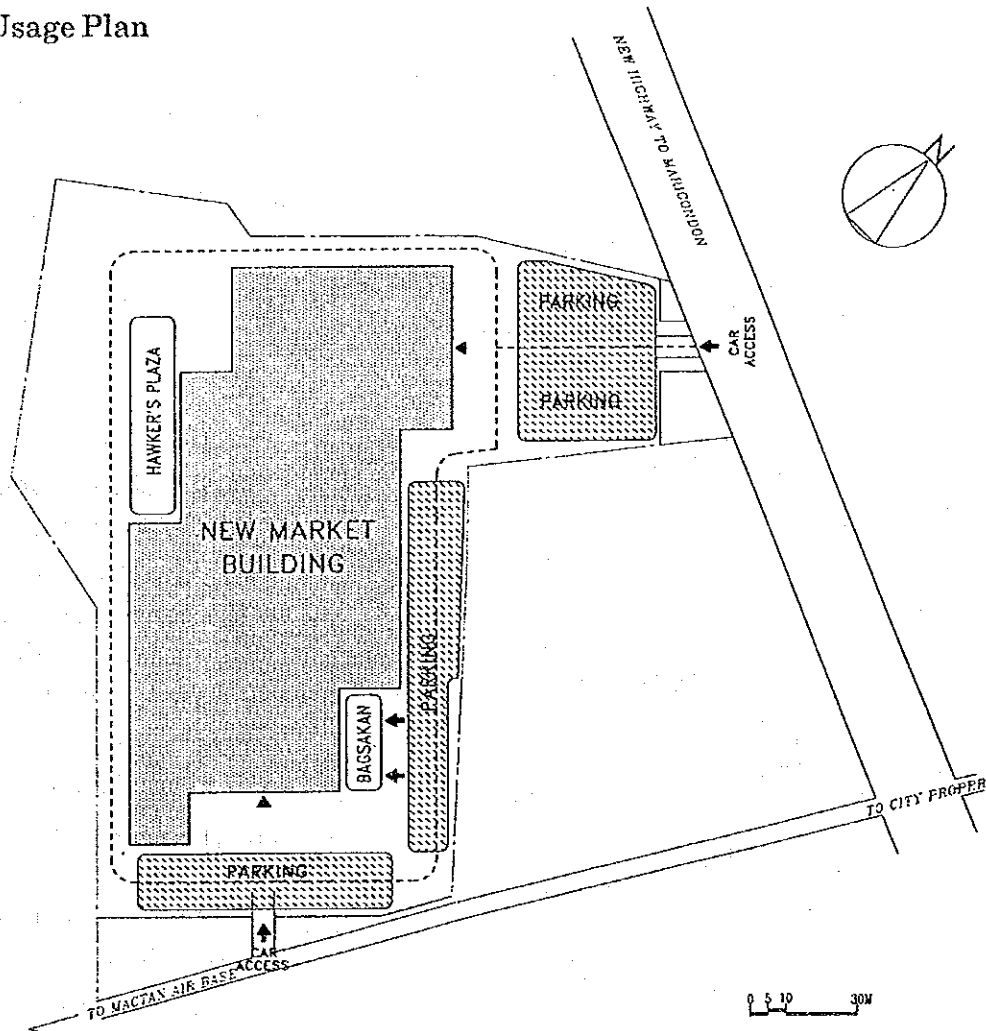 Usage Plan
NEW HIGHWAY TO MARIGONDON
PARKING
PARKING
CAR
ACCESS
HAWKER'S PLAZA
NEW MARKET
BUILDING
PARKING
BAGSAKAN
PARKING
CAR
ACCESS
TO CITY PROPER
TO MACTAN AIR BASE
0 5 10 30M